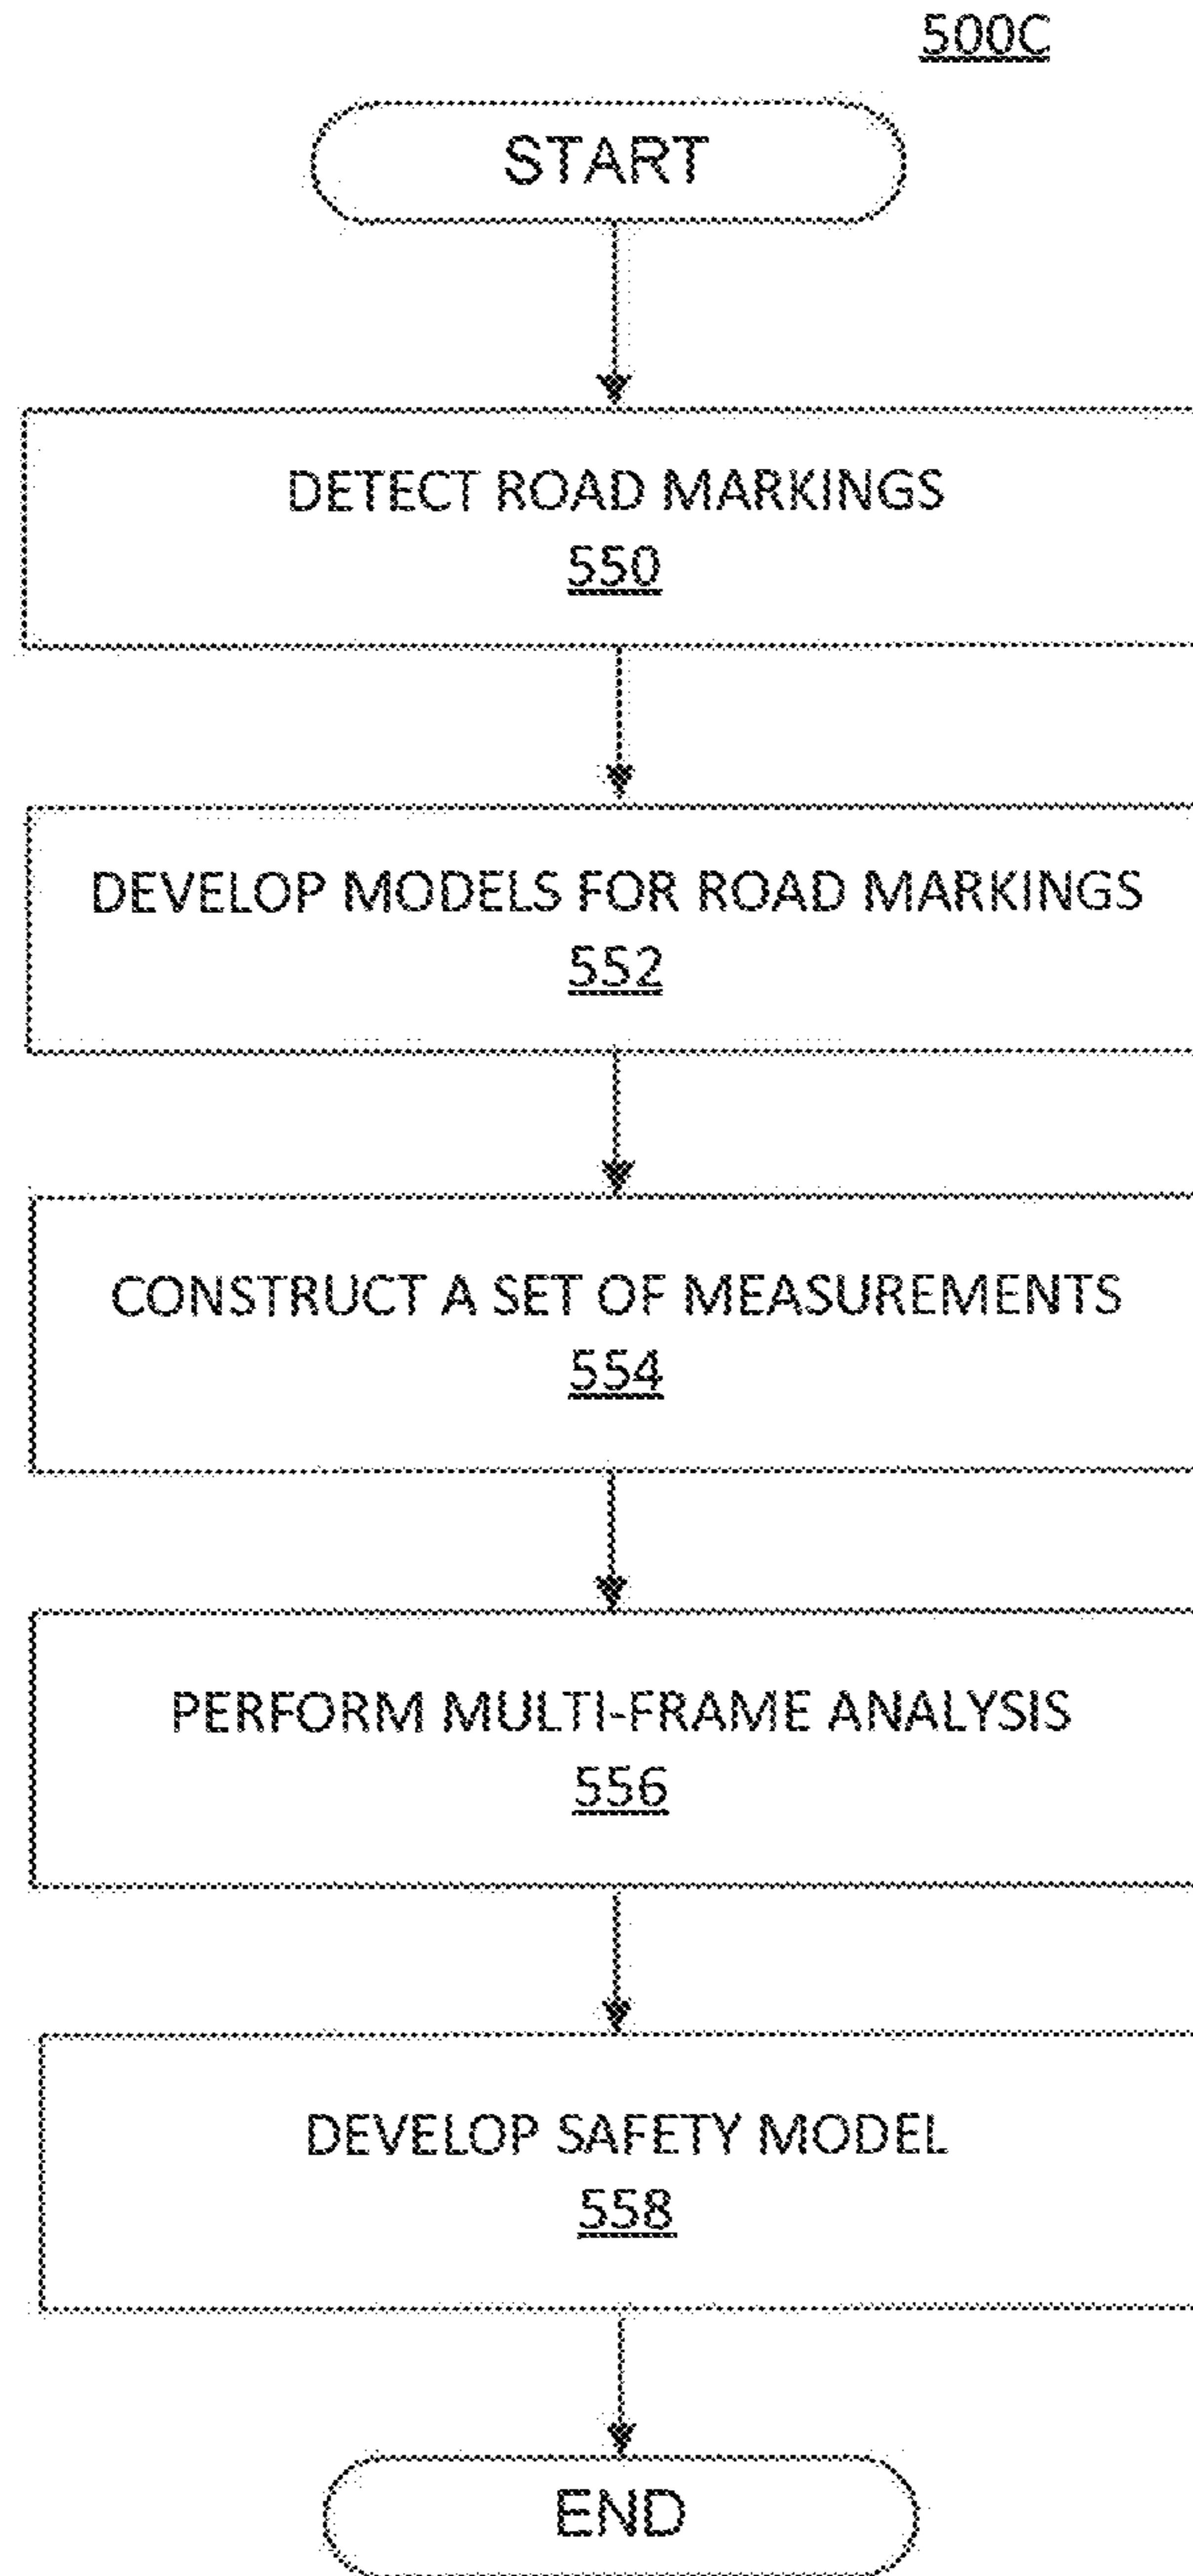 500C
START
DETECT ROAD MARKINGS
550
DEVELOP MODELS FOR ROAD MARKINGS
552
CONSTRUCT A SET OF MEASUREMENTS
554
PERFORM MULTI-FRAME ANALYSIS
556
DEVELOP SAFETY MODEL
558
END